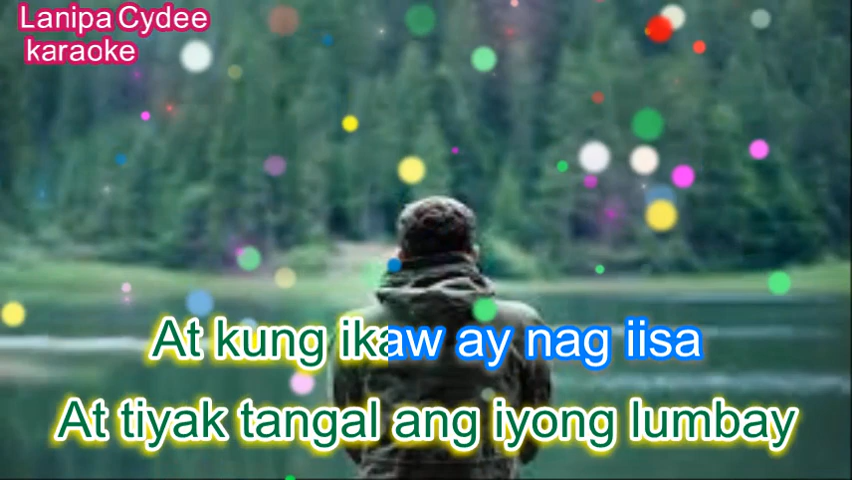 Lanipa Cydee
karaoke
At kung ikaw ay nag iisa
At tiyak tangal ang iyong lumbay